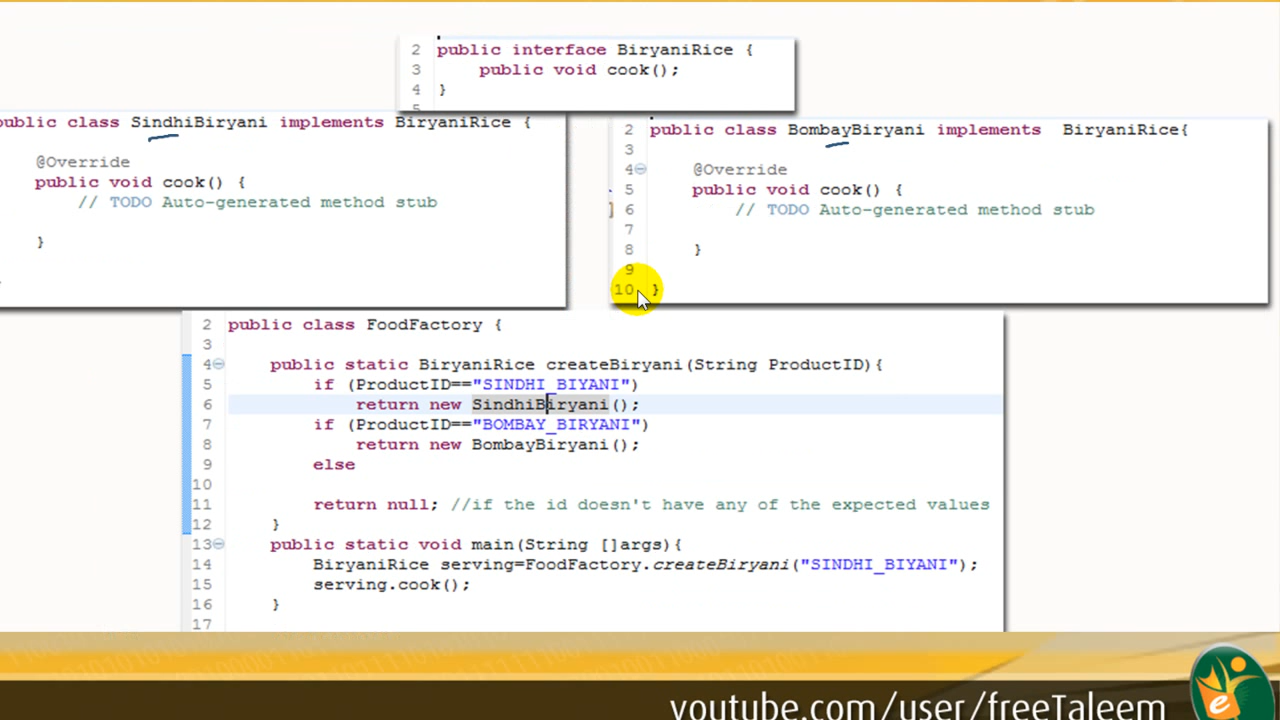 2 public interface BiryaniRice {
3 public void cook();
4 }
5
public class SindhiBiryani implements BiryaniRice {
@Override
public void cook() {
// TODO Auto-generated method stub
}
2 public class BombayBiryani implements BiryaniRice{
3
4 @Override
5 public void cook() {
6 // TODO Auto-generated method stub
7
8 }
9
10 }
2 public class FoodFactory {
3
4 public static BiryaniRice createBiryani(String ProductID){
5 if (ProductID=="SINDHI_BIYANI")
6 return new SindhiBiryani();
7 if (ProductID=="BOMBAY_BIRYANI")
8 return new BombayBiryani();
9 else
10
11 return null; //if the id doesn't have any of the expected values
12 }
13 public static void main(String []args){
14 BiryaniRice serving=FoodFactory.createBiryani("SINDHI_BIYANI");
15 serving.cook();
16 }
17
youtube.com/user/freeTaleem
e